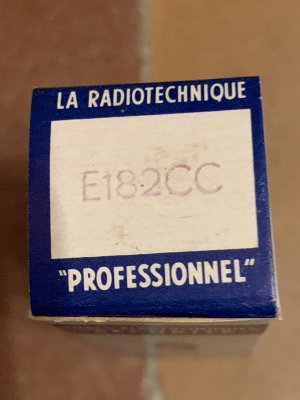 LA RADIOTECHNIQUE
E182CC
"PROFESSIONNEL"